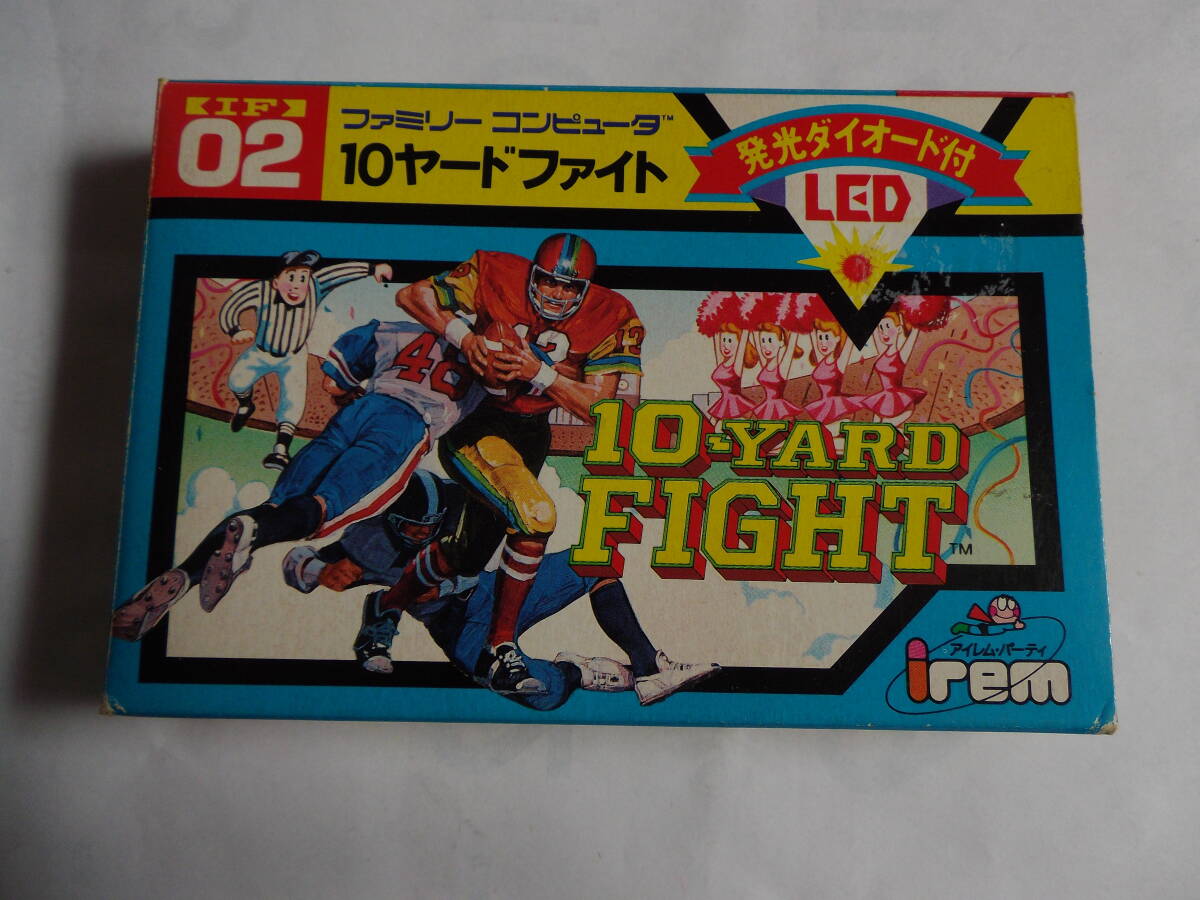 IF
02
ファミリー コンピュータ™
10ヤードファイト
発光ダイオード付
LED
48
12
12
10-YARD
FIGHT™
アイレム・パーティ
irem